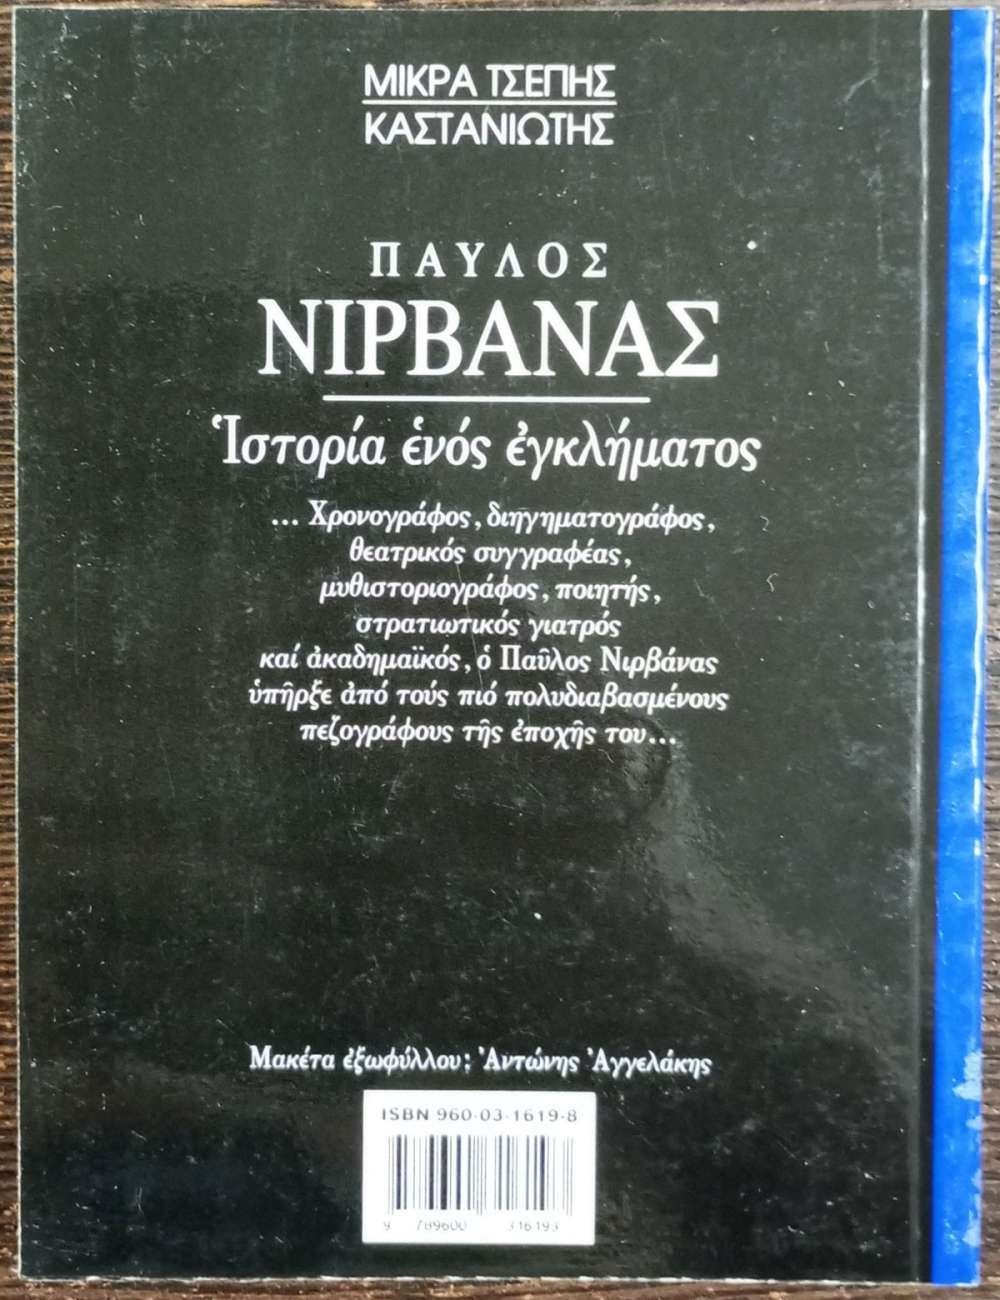 ΜΙΚΡΑ ΤΣΕΠΗΣ
ΚΑΣΤΑΝΙΩΤΗΣ
ΠΑΥΛΟΣ
ΝΙΡΒΑΝΑΣ
Ἱστορία ἑνός ἐγκλήματος
... Χρονογράφος, διηγηματογράφος,
θεατρικός συγγραφέας,
μυθιστοριογράφος, ποιητής,
στρατιωτικός γιατρός
καί ἀκαδημαϊκός, ὁ Παῦλος Νιρβάνας
ὑπῆρξε ἀπό τούς πιό πολυδιαβασμένους
πεζογράφους τῆς ἐποχῆς του...
Μακέτα ἐξωφύλλου: Ἀντώνης Ἀγγελάκης
ISBN 960-03-1619-8
9 789600 316193